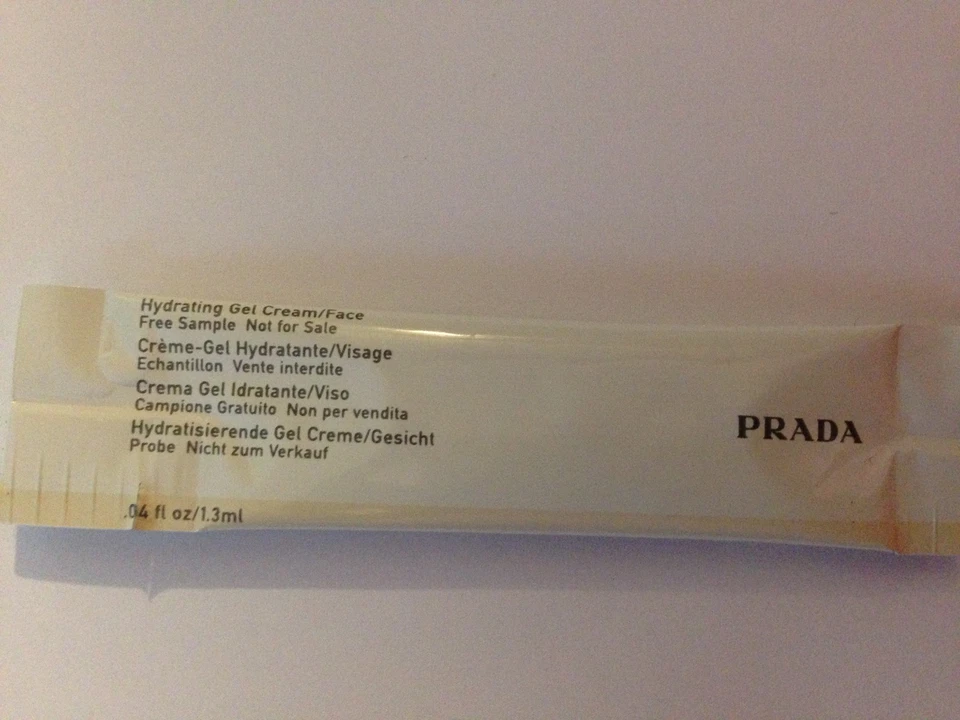 Hydrating Gel Cream/Face
Free Sample Not for Sale
Crème-Gel Hydratante/Visage
Echantillon Vente interdite
Crema Gel Idratante/Viso
Campione Gratuito Non per vendita
Hydratisierende Gel Creme/Gesicht
Probe Nicht zum Verkauf
.04 fl oz/1.3ml
PRADA